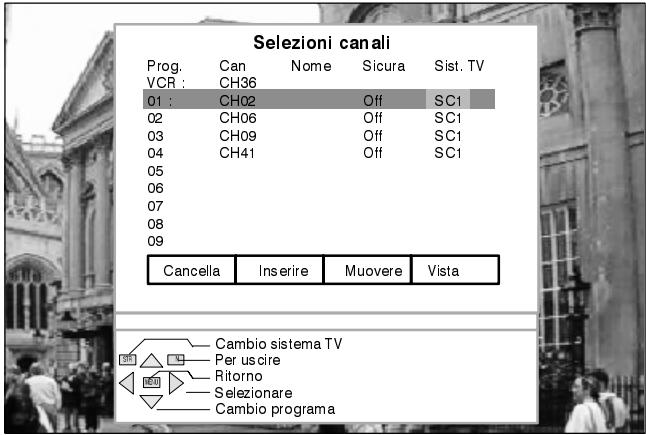 Selezioni canali
Prog. Can Nome Sicura Sist. TV
VCR : CH36
01 : CH02 Off SC1
02 CH06 Off SC1
03 CH09 Off SC1
04 CH41 Off SC1
05
06
07
08
09
Cancella Inserire Muovere Vista
Cambio sistema TV
STR N Per uscire
MENU Ritorno
Selezionare
Cambio programa